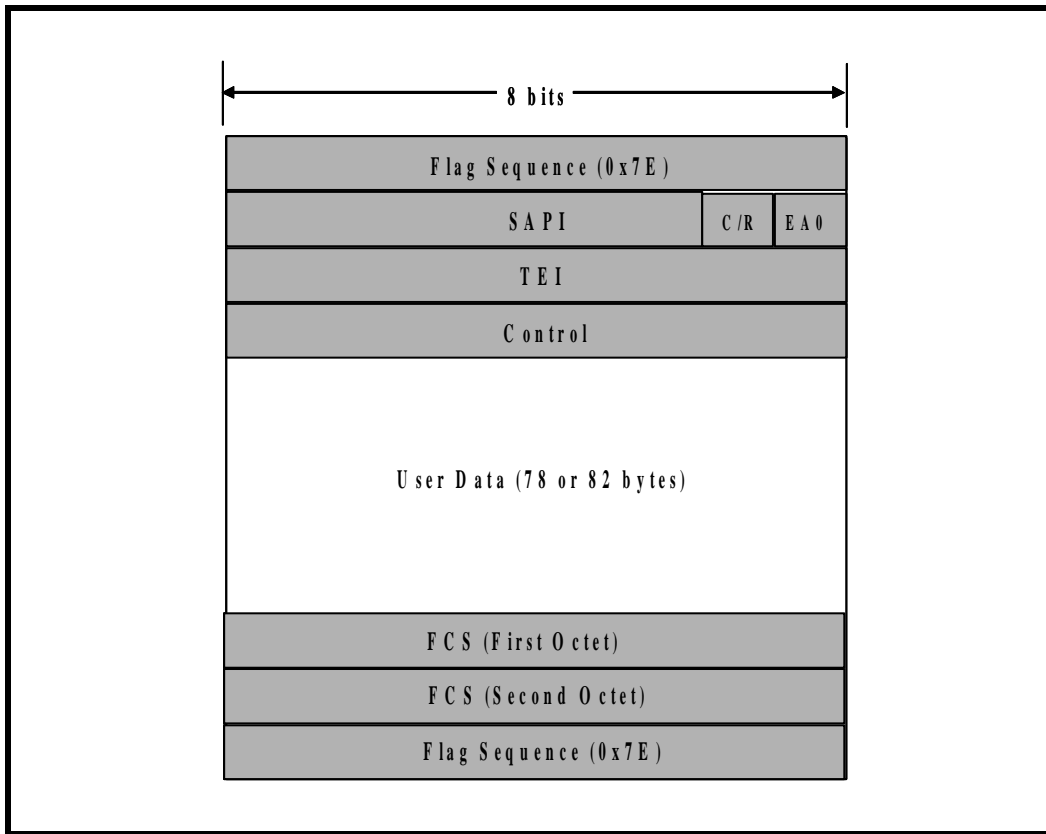 8 bits
Flag Sequence (0x7E)
SAPI C/R EA0
TEI
Control
User Data (78 or 82 bytes)
FCS (First Octet)
FCS (Second Octet)
Flag Sequence (0x7E)